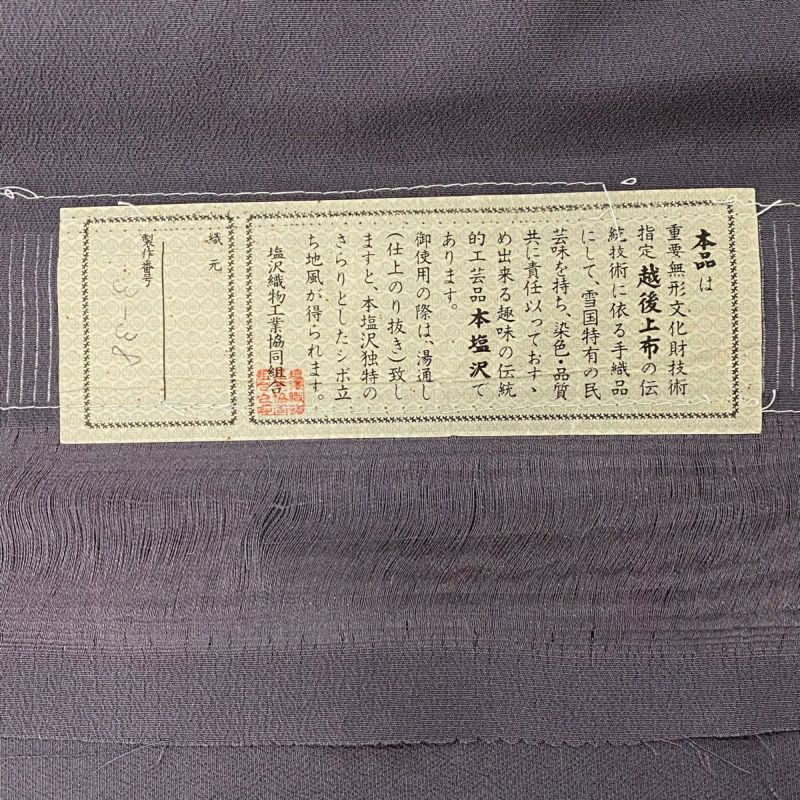 本品は
重要無形文化財技術
指定越後上布の伝
統技術に依る手織品
にして、雪国特有の民
芸味を持ち、染色・品質
共に責任以っておすゝ
め出来る趣味の伝統
的工芸品本塩沢で
あります。
御使用の際は、湯通し
(仕上のり抜き)致し
ますと、本塩沢独特の
さらりとしたシボ立
ち地風が得られます。
塩沢織物工業協同組合
織元
製作番号
3-38